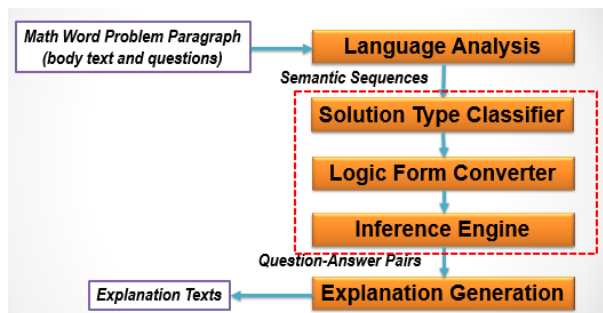 Math Word Problem Paragraph
(body text and questions)
Language Analysis
Semantic Sequences
Solution Type Classifier
Logic Form Converter
Inference Engine
Question-Answer Pairs
Explanation Texts
Explanation Generation